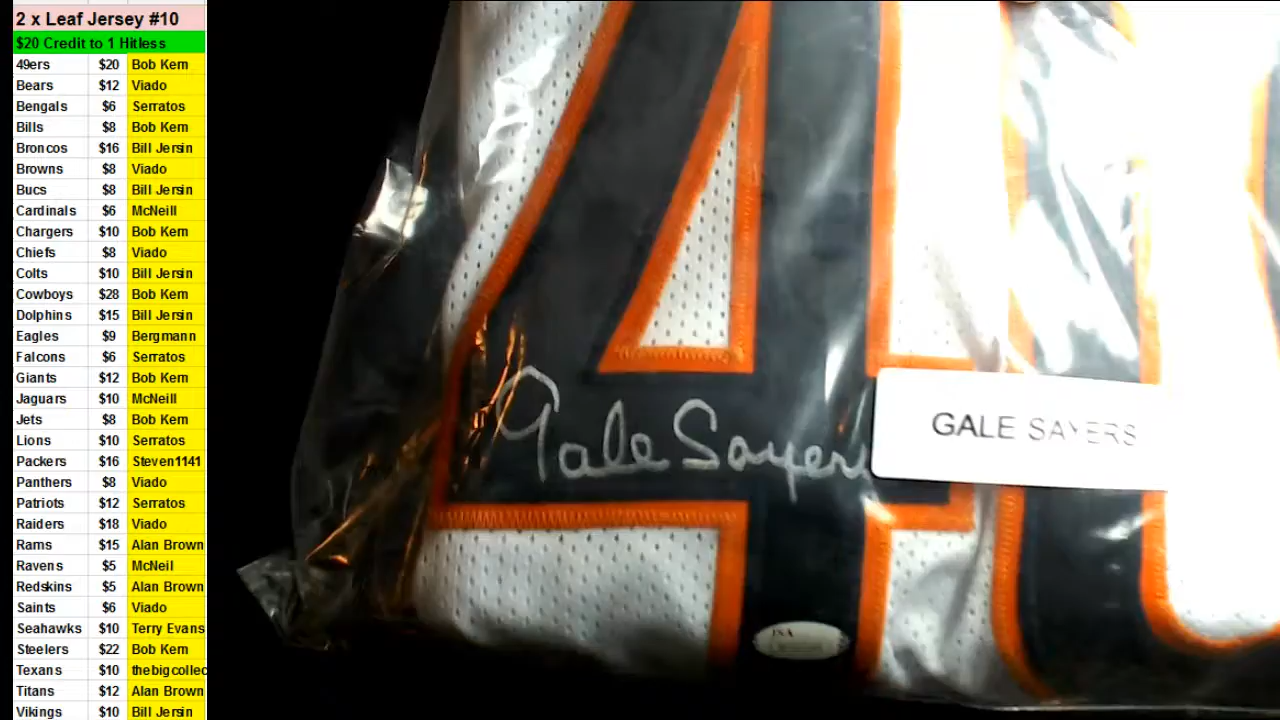 2 x Leaf Jersey #10
$20 Credit to 1 Hitless
49ers $20 Bob Kern
Bears $12 Viado
Bengals $6 Serratos
Bills $8 Bob Kern
Broncos $16 Bill Jersin
Browns $8 Viado
Bucs $8 Bill Jersin
Cardinals $6 McNeill
Chargers $10 Bob Kern
Chiefs $8 Viado
Colts $10 Bill Jersin
Cowboys $28 Bob Kern
Dolphins $15 Bill Jersin
Eagles $9 Bergmann
Falcons $6 Serratos
Giants $12 Bob Kern
Jaguars $10 McNeill
Jets $8 Bob Kern
Lions $10 Serratos
Packers $16 Steven1141
Panthers $8 Viado
Patriots $12 Serratos
Raiders $18 Viado
Rams $15 Alan Brown
Ravens $5 McNeil
Redskins $5 Alan Brown
Saints $6 Viado
Seahawks $10 Terry Evans
Steelers $22 Bob Kern
Texans $10 thebigcollec
Titans $12 Alan Brown
Vikings $10 Bill Jersin
4
Gale Sayers
GALE SAYERS
JSA